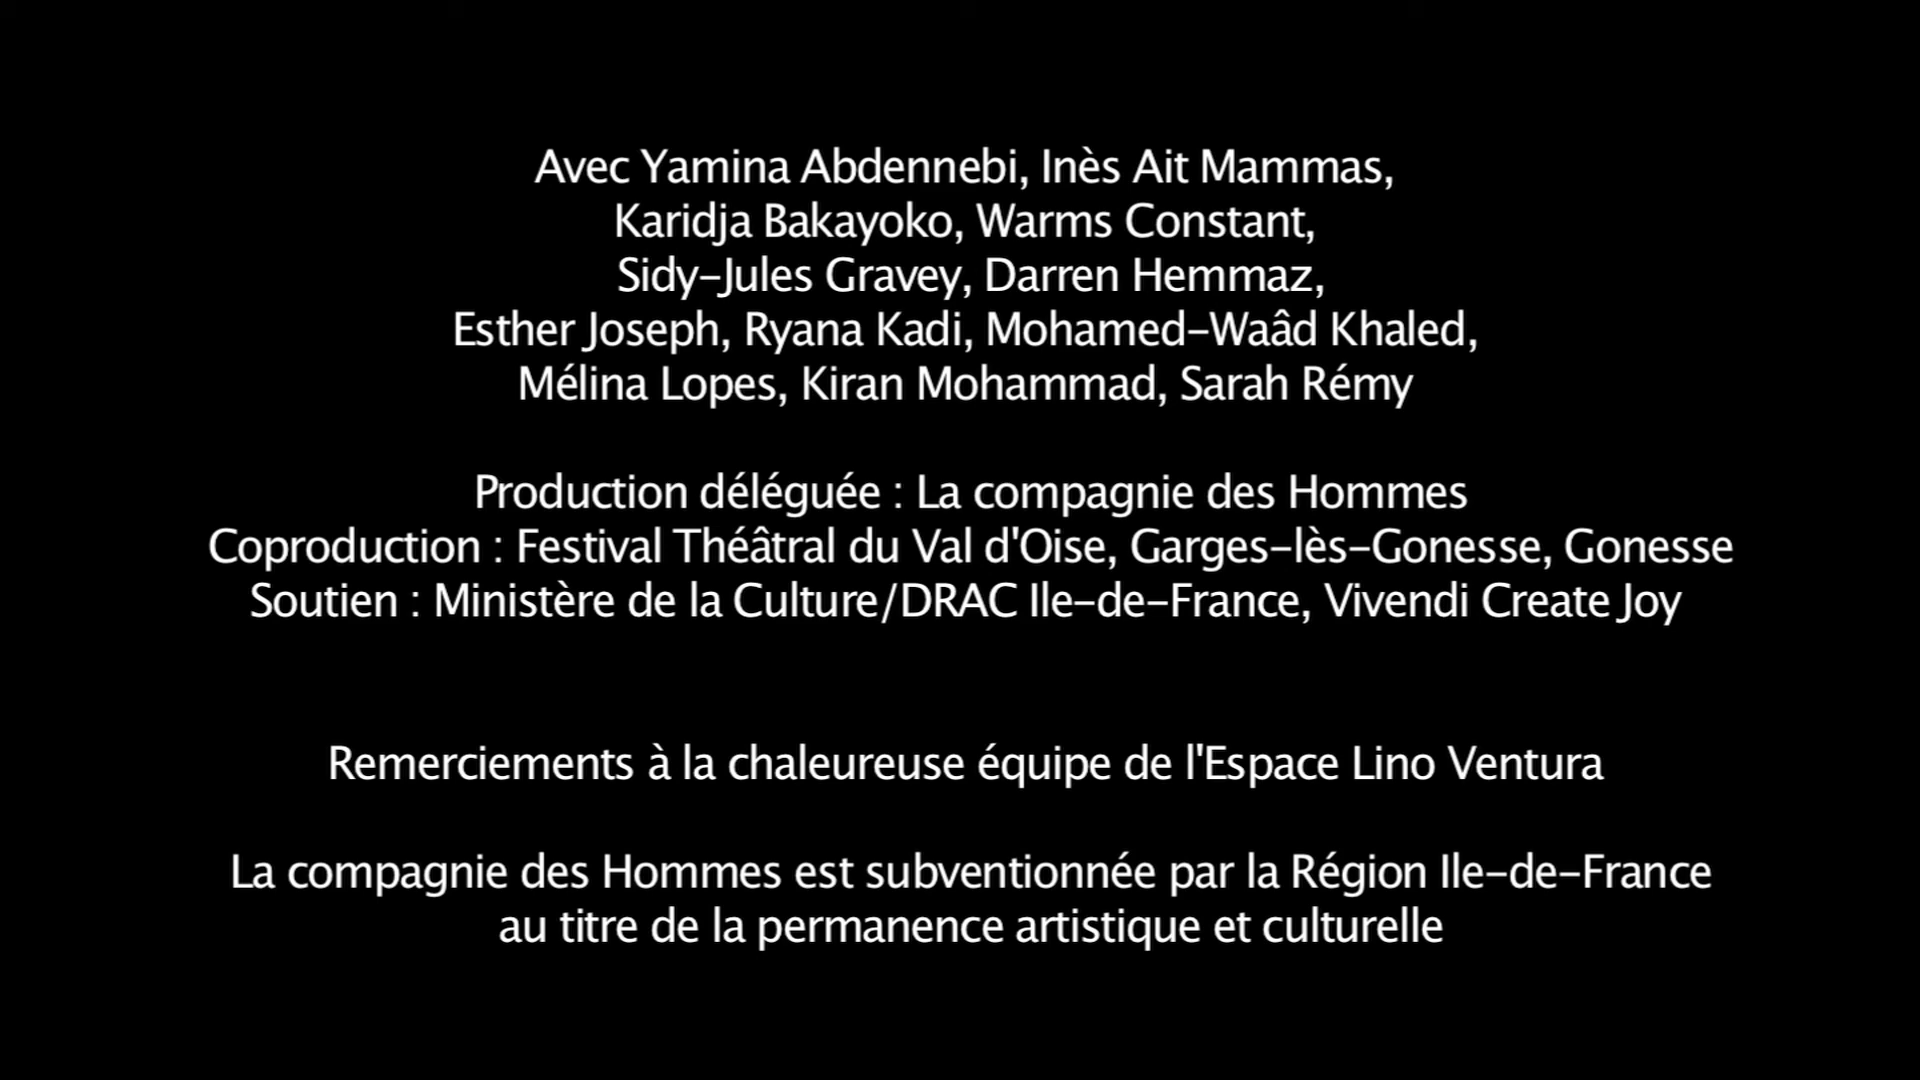 Avec Yamina Abdennebi, Inès Ait Mammas,
Karidja Bakayoko, Warms Constant,
Sidy-Jules Gravey, Darren Hemmaz,
Esther Joseph, Ryana Kadi, Mohamed-Waâd Khaled,
Mélina Lopes, Kiran Mohammad, Sarah Rémy
Production déléguée : La compagnie des Hommes
Coproduction : Festival Théâtral du Val d'Oise, Garges-lès-Gonesse, Gonesse
Soutien : Ministère de la Culture/DRAC Ile-de-France, Vivendi Create Joy
Remerciements à la chaleureuse équipe de l'Espace Lino Ventura
La compagnie des Hommes est subventionnée par la Région Ile-de-France
au titre de la permanence artistique et culturelle